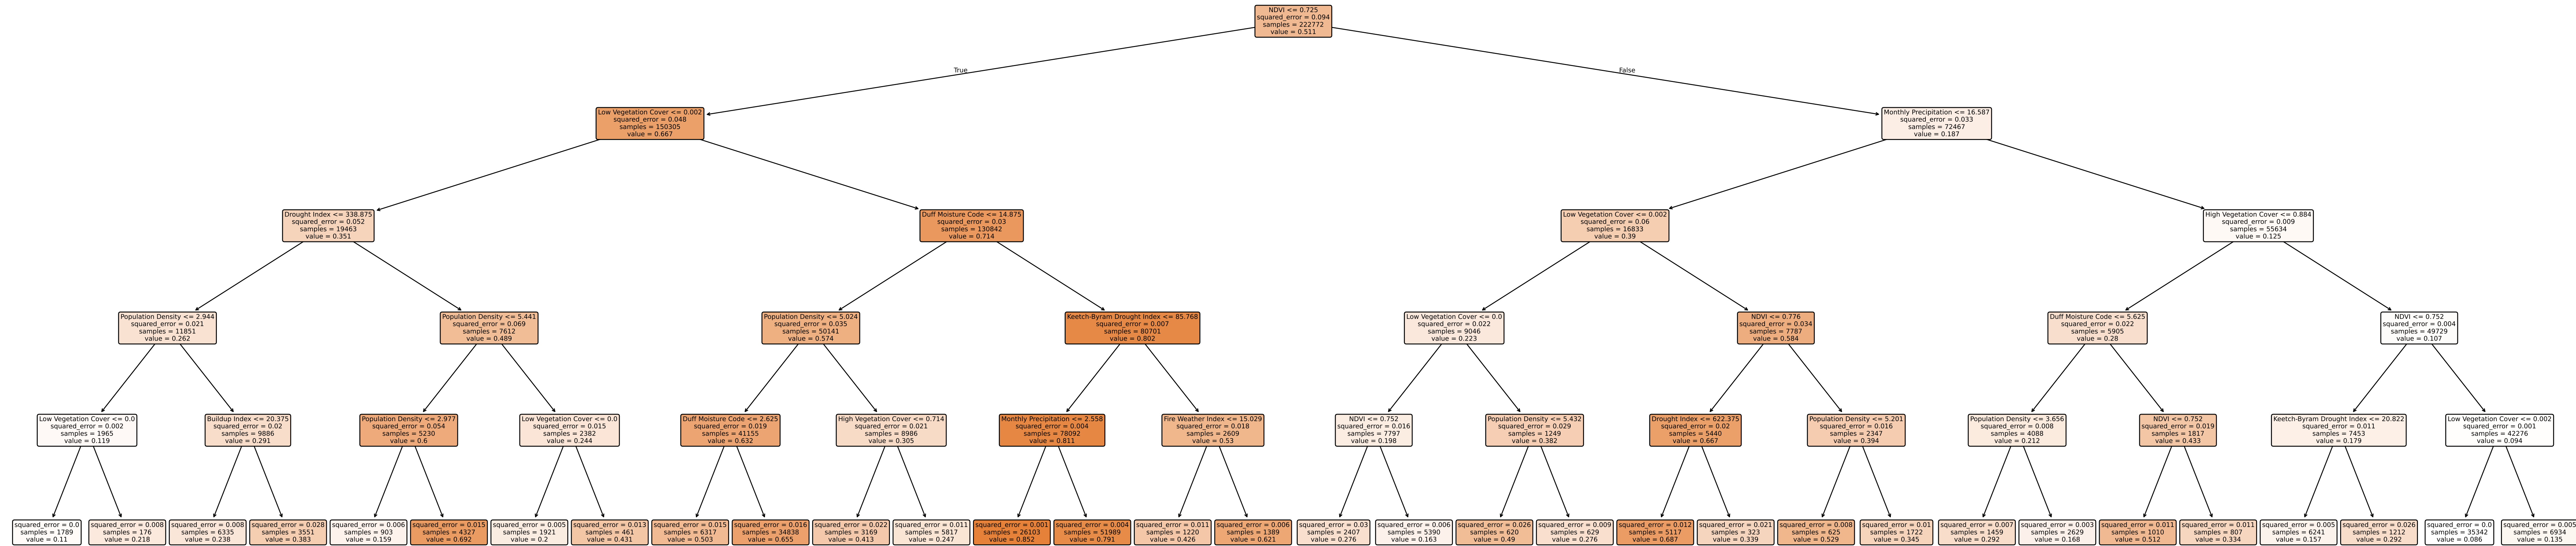 NDVI <= 0.725
squared_error = 0.094
samples = 222772
value = 0.511
True
False
Low Vegetation Cover <= 0.002
squared_error = 0.048
samples = 150305
value = 0.667
Monthly Precipitation <= 16.587
squared_error = 0.033
samples = 72467
value = 0.187
Drought Index <= 338.875
squared_error = 0.052
samples = 19463
value = 0.351
Duff Moisture Code <= 14.875
squared_error = 0.03
samples = 130842
value = 0.714
Low Vegetation Cover <= 0.002
squared_error = 0.06
samples = 16833
value = 0.39
High Vegetation Cover <= 0.884
squared_error = 0.009
samples = 55634
value = 0.125
Population Density <= 2.944
squared_error = 0.021
samples = 11851
value = 0.262
Population Density <= 5.441
squared_error = 0.069
samples = 7612
value = 0.489
Population Density <= 5.024
squared_error = 0.035
samples = 50141
value = 0.574
Keetch-Byram Drought Index <= 85.768
squared_error = 0.007
samples = 80701
value = 0.802
Low Vegetation Cover <= 0.0
squared_error = 0.022
samples = 9046
value = 0.223
NDVI <= 0.776
squared_error = 0.034
samples = 7787
value = 0.584
Duff Moisture Code <= 5.625
squared_error = 0.022
samples = 5905
value = 0.28
NDVI <= 0.752
squared_error = 0.004
samples = 49729
value = 0.107
Low Vegetation Cover <= 0.0
squared_error = 0.002
samples = 1965
value = 0.119
Buildup Index <= 20.375
squared_error = 0.02
samples = 9886
value = 0.291
Population Density <= 2.977
squared_error = 0.054
samples = 5230
value = 0.6
Low Vegetation Cover <= 0.0
squared_error = 0.015
samples = 2382
value = 0.244
Duff Moisture Code <= 2.625
squared_error = 0.019
samples = 41155
value = 0.632
High Vegetation Cover <= 0.714
squared_error = 0.021
samples = 8986
value = 0.305
Monthly Precipitation <= 2.558
squared_error = 0.004
samples = 78092
value = 0.811
Fire Weather Index <= 15.029
squared_error = 0.018
samples = 2609
value = 0.53
NDVI <= 0.752
squared_error = 0.016
samples = 7797
value = 0.198
Population Density <= 5.432
squared_error = 0.029
samples = 1249
value = 0.382
Drought Index <= 622.375
squared_error = 0.02
samples = 5440
value = 0.667
Population Density <= 5.201
squared_error = 0.016
samples = 2347
value = 0.394
Population Density <= 3.656
squared_error = 0.008
samples = 4088
value = 0.212
NDVI <= 0.752
squared_error = 0.019
samples = 1817
value = 0.433
Keetch-Byram Drought Index <= 20.822
squared_error = 0.011
samples = 7453
value = 0.179
Low Vegetation Cover <= 0.002
squared_error = 0.001
samples = 42276
value = 0.094
squared_error = 0.0
samples = 1789
value = 0.11
squared_error = 0.008
samples = 176
value = 0.218
squared_error = 0.008
samples = 6335
value = 0.238
squared_error = 0.028
samples = 3551
value = 0.383
squared_error = 0.006
samples = 903
value = 0.159
squared_error = 0.015
samples = 4327
value = 0.692
squared_error = 0.005
samples = 1921
value = 0.2
squared_error = 0.013
samples = 461
value = 0.431
squared_error = 0.015
samples = 6317
value = 0.503
squared_error = 0.016
samples = 34838
value = 0.655
squared_error = 0.022
samples = 3169
value = 0.413
squared_error = 0.011
samples = 5817
value = 0.247
squared_error = 0.001
samples = 26103
value = 0.852
squared_error = 0.004
samples = 51989
value = 0.791
squared_error = 0.011
samples = 1220
value = 0.426
squared_error = 0.006
samples = 1389
value = 0.621
squared_error = 0.03
samples = 2407
value = 0.276
squared_error = 0.006
samples = 5390
value = 0.163
squared_error = 0.026
samples = 620
value = 0.49
squared_error = 0.009
samples = 629
value = 0.276
squared_error = 0.012
samples = 5117
value = 0.687
squared_error = 0.021
samples = 323
value = 0.339
squared_error = 0.008
samples = 625
value = 0.529
squared_error = 0.01
samples = 1722
value = 0.345
squared_error = 0.007
samples = 1459
value = 0.292
squared_error = 0.003
samples = 2629
value = 0.168
squared_error = 0.011
samples = 1010
value = 0.512
squared_error = 0.011
samples = 807
value = 0.334
squared_error = 0.005
samples = 6241
value = 0.157
squared_error = 0.026
samples = 1212
value = 0.292
squared_error = 0.0
samples = 35342
value = 0.086
squared_error = 0.005
samples = 6934
value = 0.135